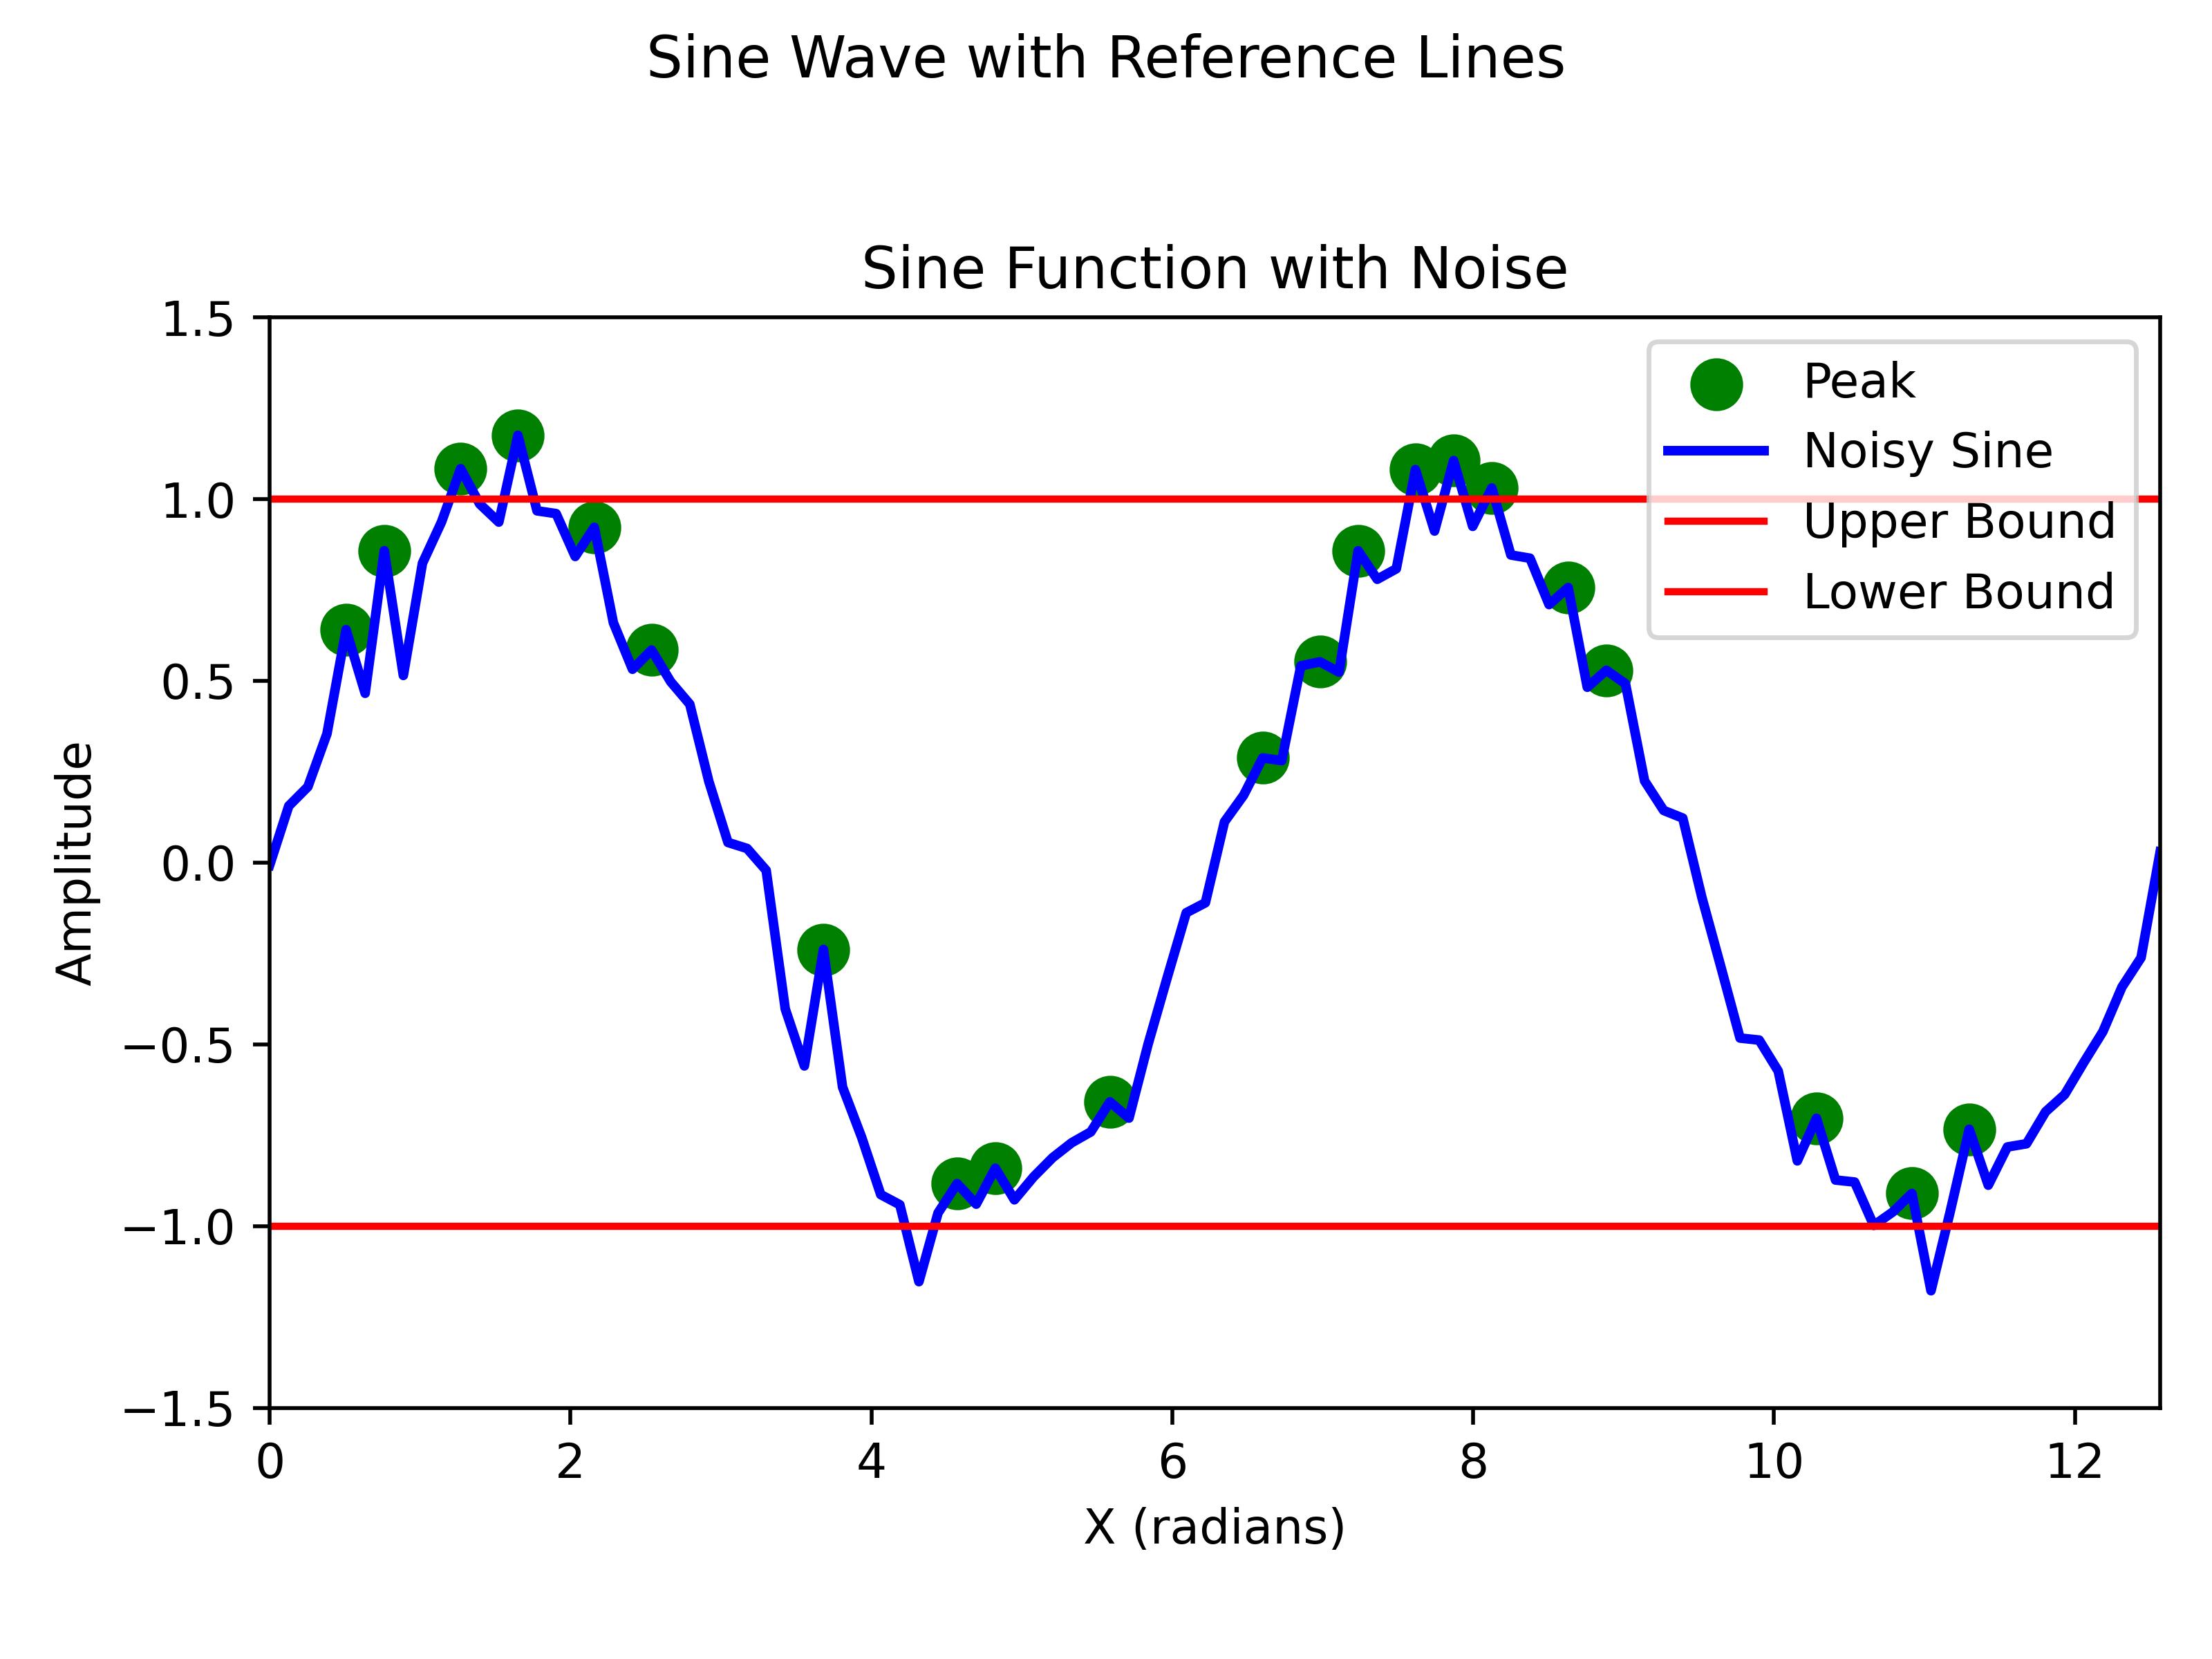 Sine Wave with Reference Lines
Sine Function with Noise
1.5
1.0
0.5
0.0
−0.5
−1.0
−1.5
Amplitude
Peak
Noisy Sine
Upper Bound
Lower Bound
0 2 4 6 8 10 12
X (radians)